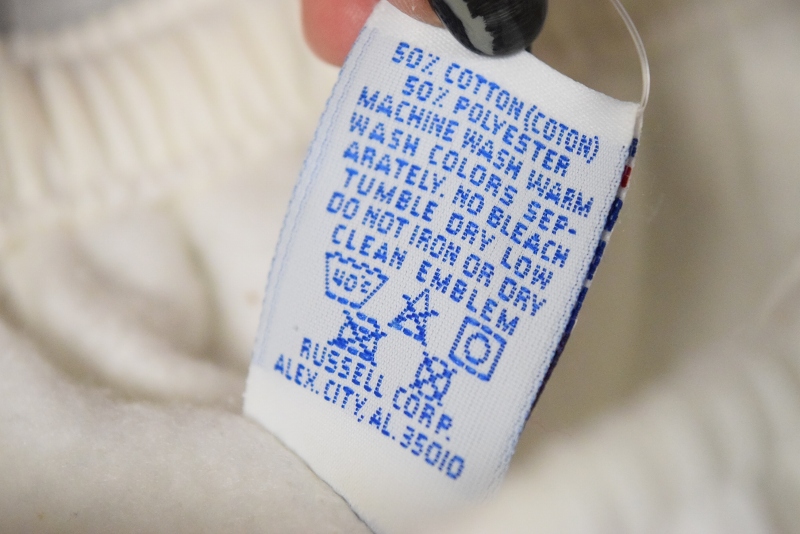 50% COTTON(COTON)
50% POLYESTER
MACHINE WASH WARM
WASH COLORS SEP-
ARATELY NO BLEACH
TUMBLE DRY LOW
DO NOT IRON OR DRY
CLEAN EMBLEM
40°
RUSSELL CORP.
ALEX. CITY, AL. 35010